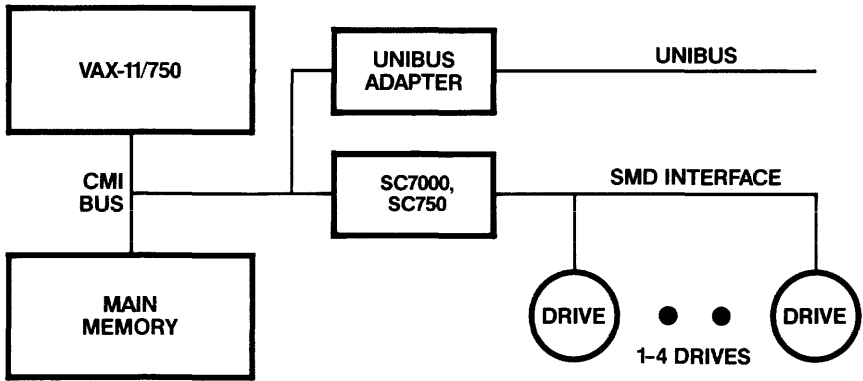 VAX-11/750
UNIBUS
ADAPTER
UNIBUS
CMI
BUS
SC7000,
SC750
SMD INTERFACE
MAIN
MEMORY
DRIVE
DRIVE
1-4 DRIVES